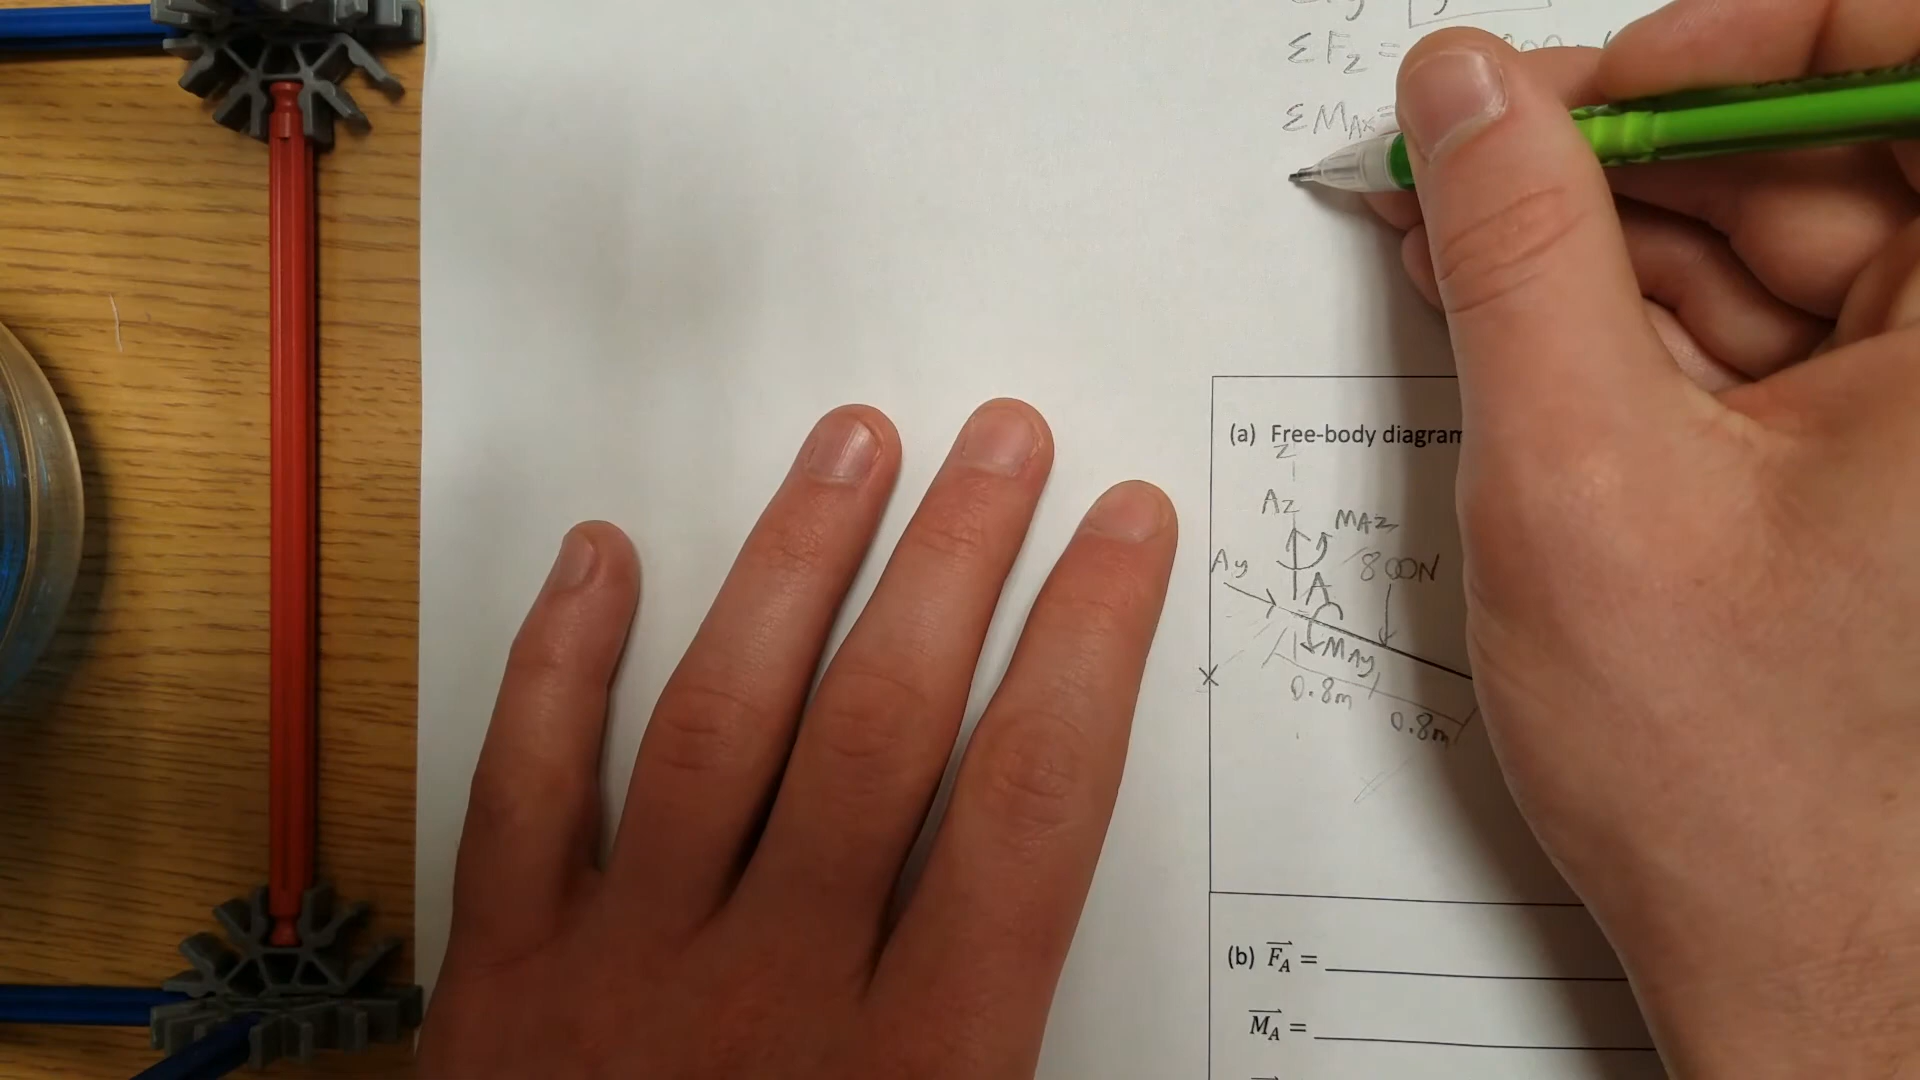 ΣF_z =
ΣM_Ax =
(a) Free-body diagram
z
Az
MAz
Ay
800N
A
MAy
x
0.8m
0.8m
(b) F_A =
M_A =